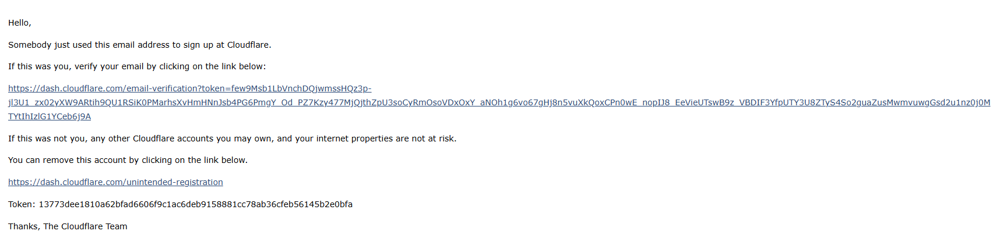 Hello,
Somebody just used this email address to sign up at Cloudflare.
If this was you, verify your email by clicking on the link below:
https://dash.cloudflare.com/email-verification?token=few9Msb1LbVnchDQjwmssHQz3p-
jl3U1_zx02yXW9ARtih9QU1RSiK0PMarhsXvHmHNnJsb4PG6PmgY_Od_PZ7Kzy477MjQjthZpU3soCyRmOsoVDxOxY_aNOh1g6vo67gHj8n5vuXkQoxCPn0wE_nopIJ8_EeVieUTswB9z_VBDIF3YfpUTY3U8ZTyS4So2guaZusMwmvuwgGsd2u1nz0j0M
TYtIhIzlG1YCeb6j9A
If this was not you, any other Cloudflare accounts you may own, and your internet properties are not at risk.
You can remove this account by clicking on the link below.
https://dash.cloudflare.com/unintended-registration
Token: 13773dee1810a62bfad6606f9c1ac6deb9158881cc78ab36cfeb56145b2e0bfa
Thanks, The Cloudflare Team